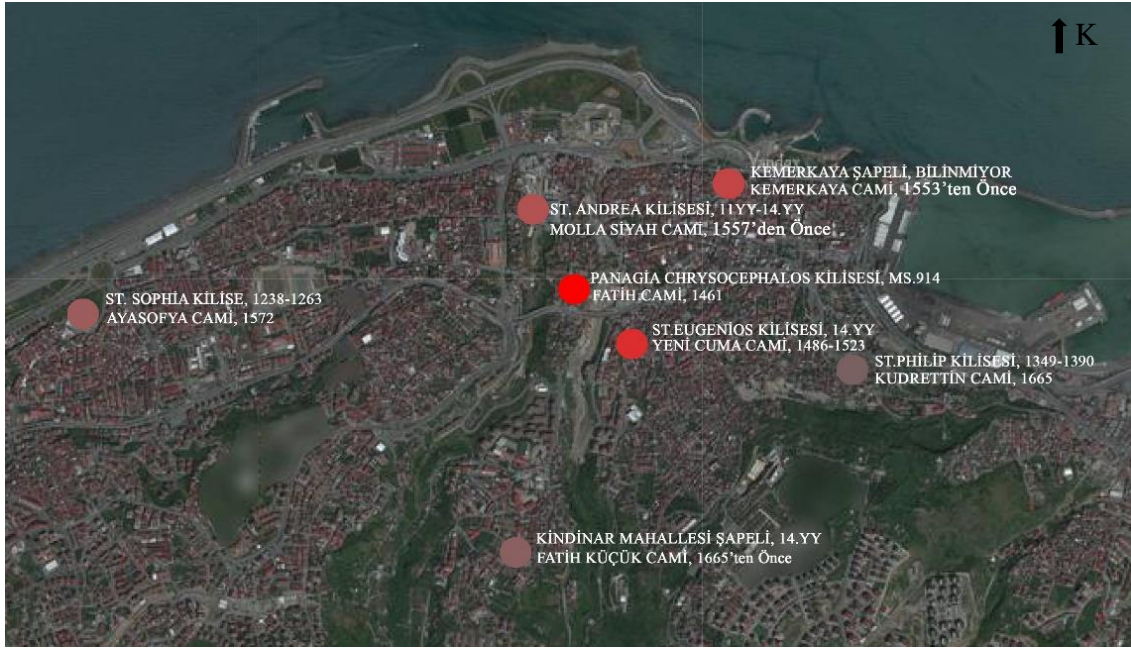 K
Yandex
KEMERKAYA ŞAPELİ, BİLİNMİYOR
KEMERKAYA CAMİ, 1553’ten Önce
ST. ANDREA KİLİSESİ, 11YY-14.YY
MOLLA SİYAH CAMİ, 1557’den Önce
PANAGİA CHRYSOCEPHALOS KİLİSESİ, MS.914
FATİH CAMİ, 1461
ST. SOPHİA KİLİSE, 1238-1263
AYASOFYA CAMİ, 1572
ST.EUGENİOS KİLİSESİ, 14.YY
YENİ CUMA CAMİ, 1486-1523
ST.PHİLIP KİLİSESİ, 1349-1390
KUDRETTİN CAMİ, 1665
KİNDİNAR MAHALLESİ ŞAPELİ, 14.YY
FATİH KÜÇÜK CAMİ, 1665’ten Önce